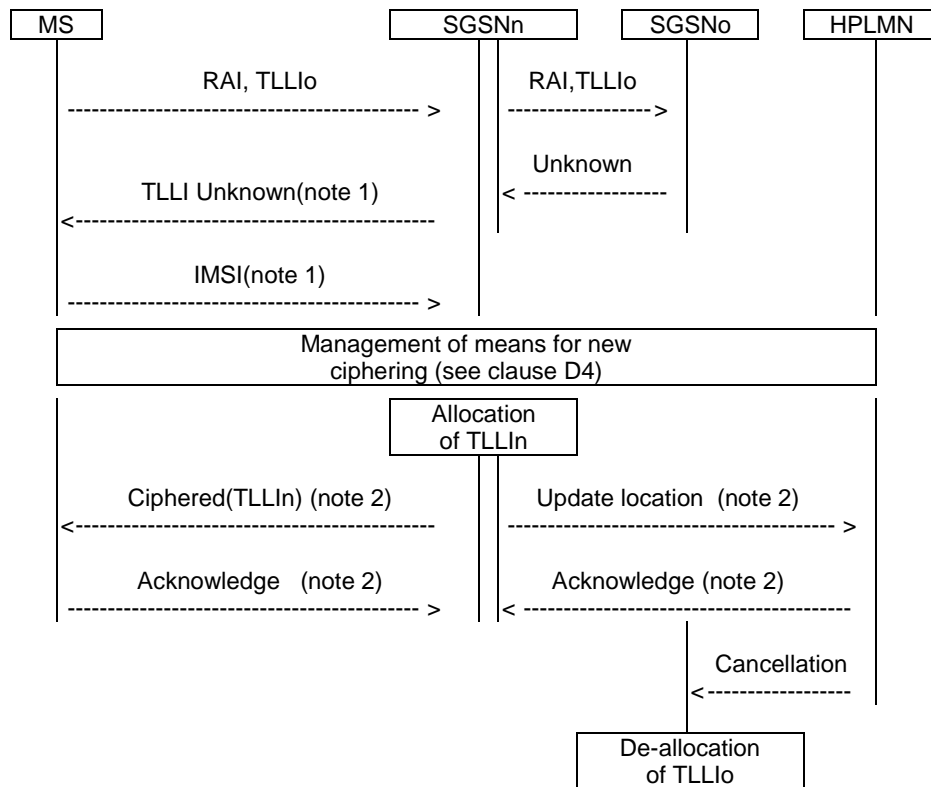 MS SGSNn SGSNo HPLMN
RAI, TLLIo RAI,TLLIo
Unknown
TLLI Unknown(note 1)
IMSI(note 1)
Management of means for new
ciphering (see clause D4)
Allocation
of TLLIn
Ciphered(TLLIn) (note 2) Update location (note 2)
Acknowledge (note 2) Acknowledge (note 2)
Cancellation
De-allocation
of TLLIo